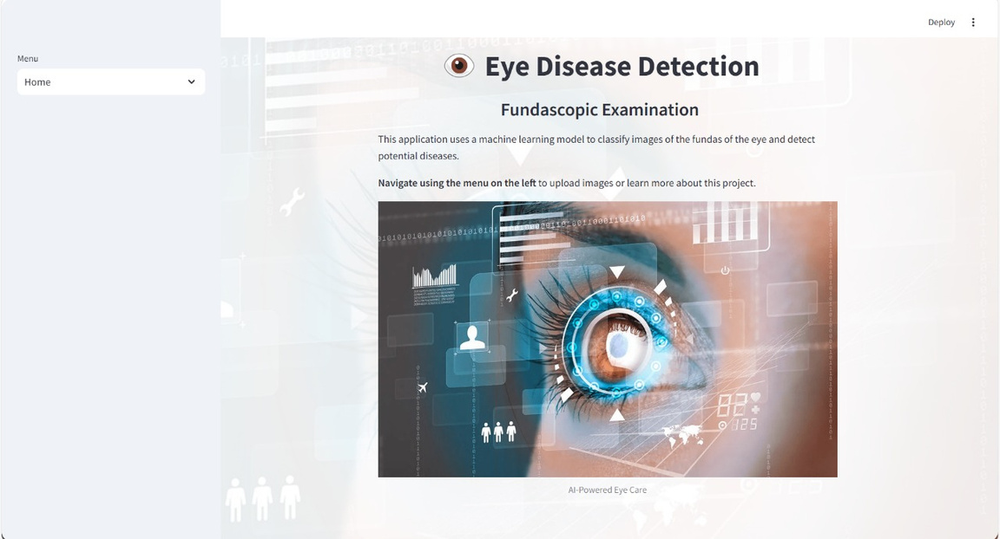 Deploy
Menu
Home
Eye Disease Detection
Fundascopic Examination
This application uses a machine learning model to classify images of the fundas of the eye and detect
potential diseases.
Navigate using the menu on the left to upload images or learn more about this project.
82
125
AI-Powered Eye Care